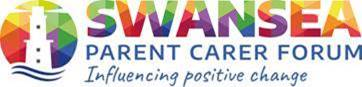 SWANSEA
PARENT CARER FORUM
Influencing positive change